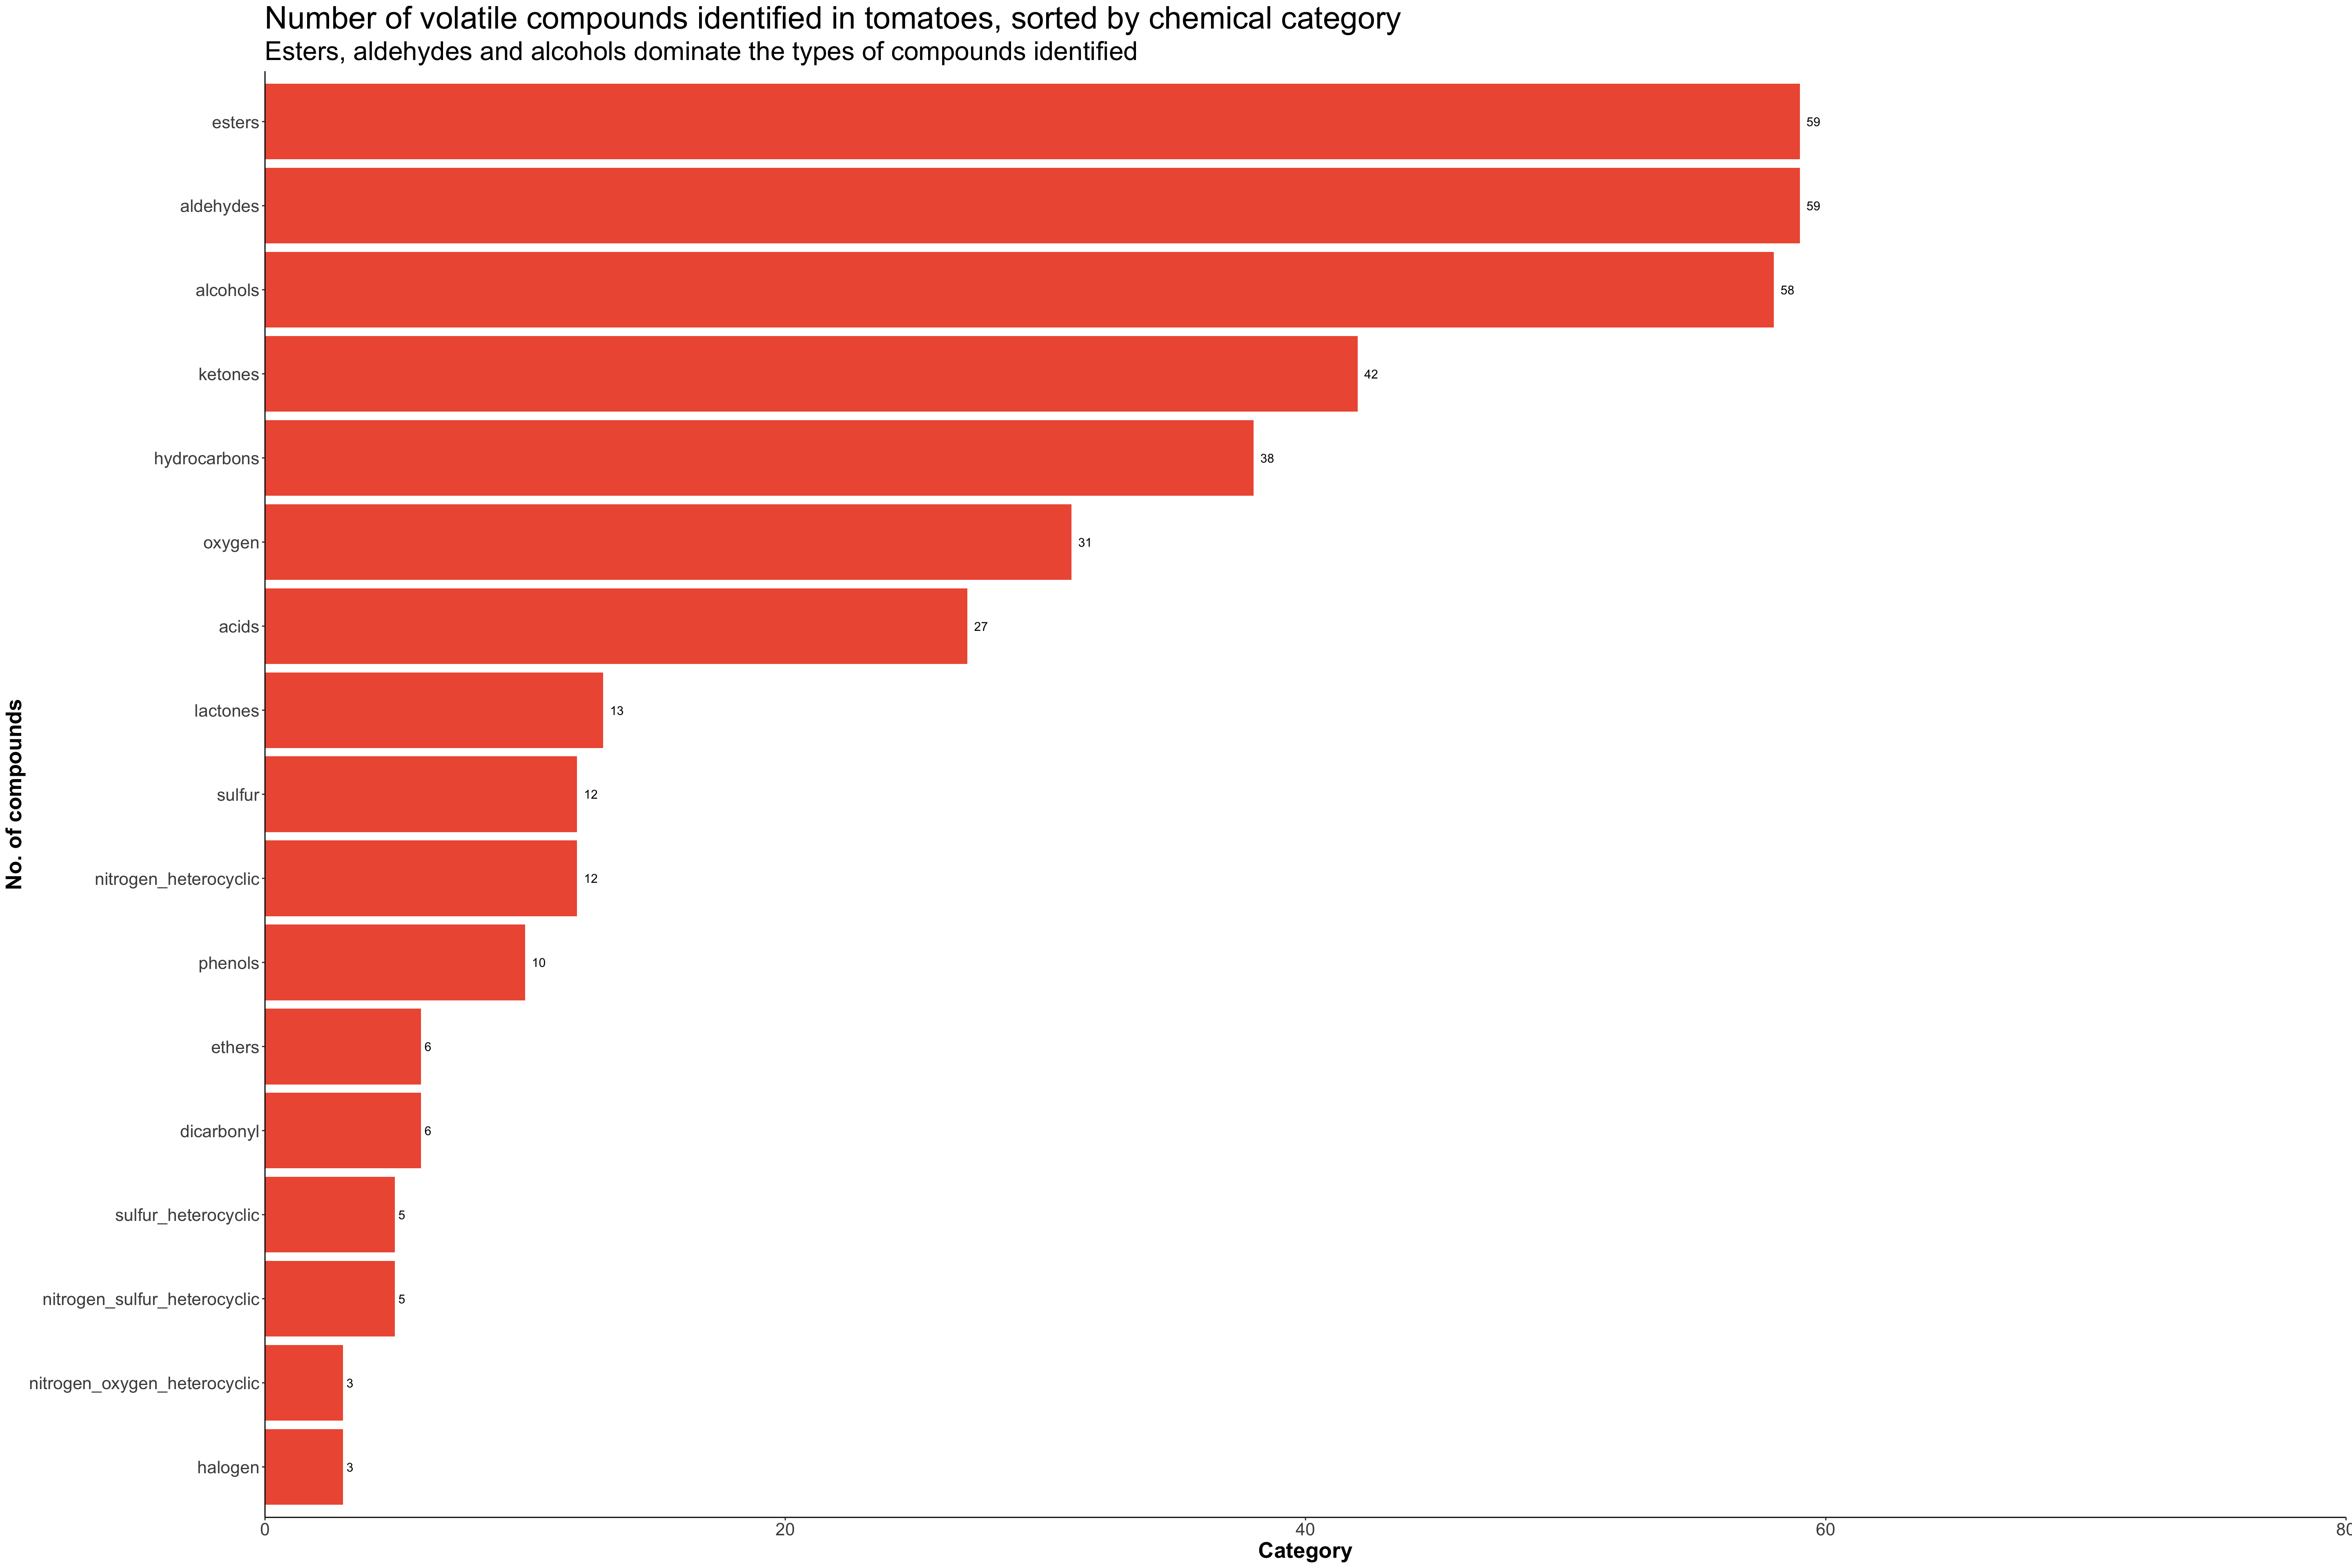 Number of volatile compounds identified in tomatoes, sorted by chemical category
Esters, aldehydes and alcohols dominate the types of compounds identified
esters 59
aldehydes 59
alcohols 58
ketones 42
hydrocarbons 38
oxygen 31
acids 27
lactones 13
sulfur 12
nitrogen_heterocyclic 12
phenols 10
ethers 6
dicarbonyl 6
sulfur_heterocyclic 5
nitrogen_sulfur_heterocyclic 5
nitrogen_oxygen_heterocyclic 3
halogen 3
No. of compounds
0 20 40 60 80
Category